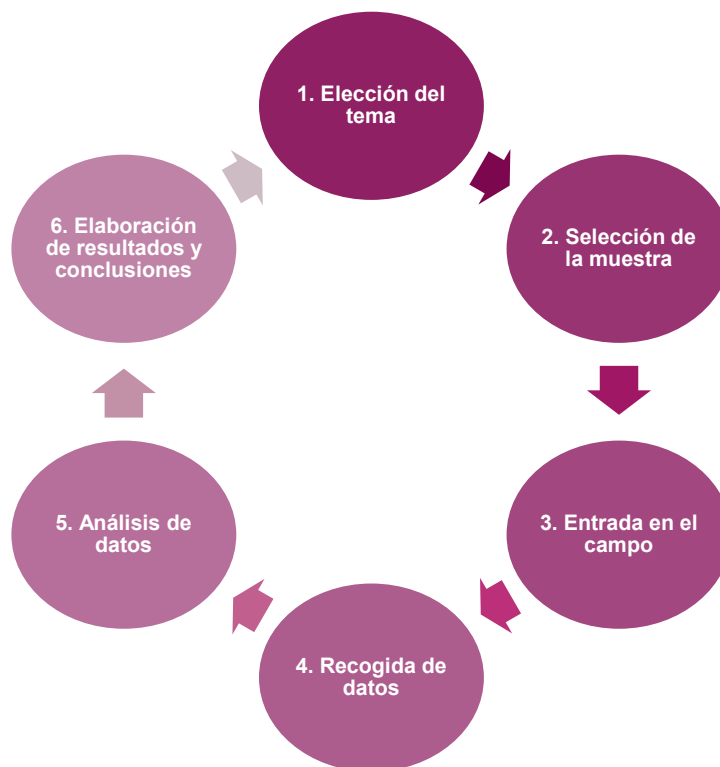 1. Elección del
tema
2. Selección de
la muestra
3. Entrada en el
campo
4. Recogida de
datos
5. Análisis de
datos
6. Elaboración
de resultados y
conclusiones